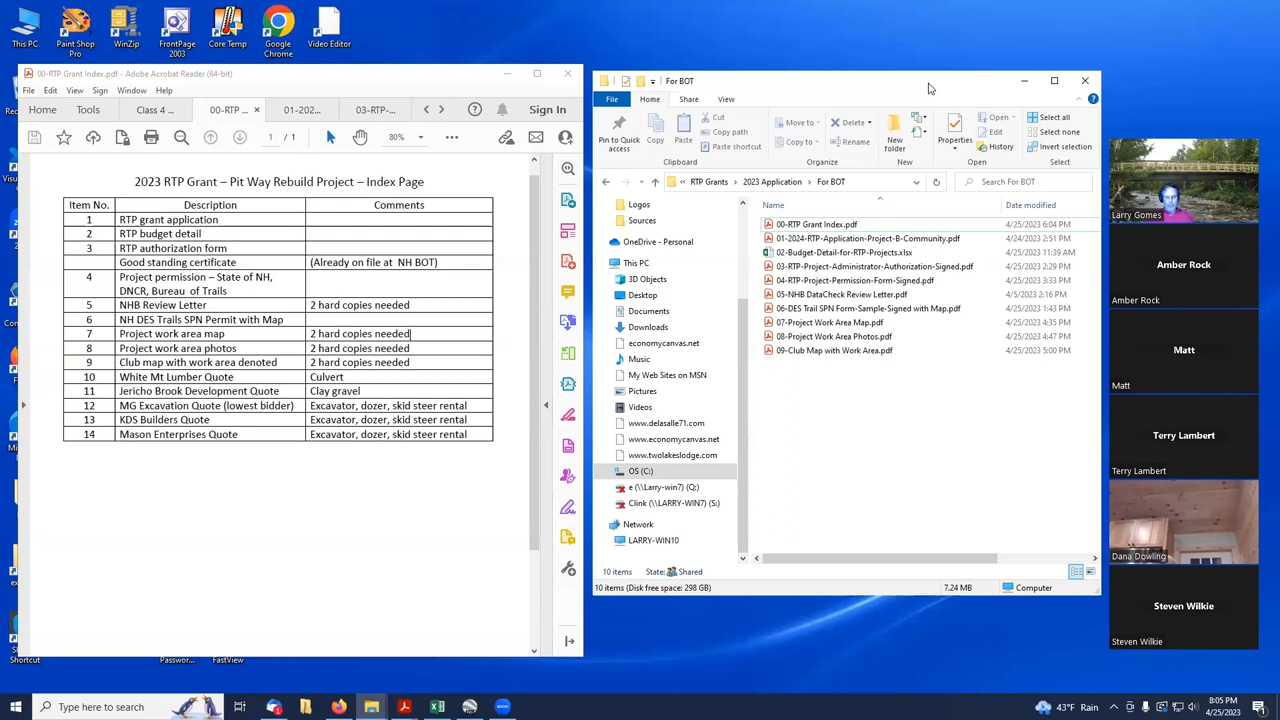 This PC
Paint Shop Pro
WinZip
FrontPage 2003
Core Temp
Google Chrome
Video Editor
00-RTP Grant Index.pdf - Adobe Acrobat Reader (64-bit)
File Edit View Sign Window Help
Home Tools Class 4 ... 00-RTP ... × 01-202... 03-RTP-... Sign In
1 / 1 80%
2023 RTP Grant – Pit Way Rebuild Project – Index Page
Item No. Description Comments
1 RTP grant application
2 RTP budget detail
3 RTP authorization form
Good standing certificate (Already on file at NH BOT)
4 Project permission – State of NH,
DNCR, Bureau of Trails
5 NHB Review Letter 2 hard copies needed
6 NH DES Trails SPN Permit with Map
7 Project work area map 2 hard copies needed
8 Project work area photos 2 hard copies needed
9 Club map with work area denoted 2 hard copies needed
10 White Mt Lumber Quote Culvert
11 Jericho Brook Development Quote Clay gravel
12 MG Excavation Quote (lowest bidder) Excavator, dozer, skid steer rental
13 KDS Builders Quote Excavator, dozer, skid steer rental
14 Mason Enterprises Quote Excavator, dozer, skid steer rental
Shortcut
Passwor...
FastView
For BOT
File Home Share View
Pin to Quick access
Copy
Paste
Cut
Copy path
Paste shortcut
Clipboard
Move to
Copy to
Delete
Rename
Organize
New folder
New
Properties
Open
Edit
History
Open
Select all
Select none
Invert selection
Select
RTP Grants > 2023 Application > For BOT
Search For BOT
Logos
Sources
OneDrive - Personal
This PC
3D Objects
Desktop
Documents
Downloads
economycanvas.net
Music
My Web Sites on MSN
Pictures
Videos
www.delasalle71.com
www.economycanvas.net
www.twolakeslodge.com
OS (C:)
e (\\Larry-win7) (Q:)
Clink (\\LARRY-WIN7) (S:)
Network
LARRY-WIN10
Name Date modified
00-RTP Grant Index.pdf 4/25/2023 6:04 PM
01-2024-RTP-Application-Project-B-Community.pdf 4/24/2023 2:51 PM
02-Budget-Detail-for-RTP-Projects.xlsx 4/25/2023 11:39 AM
03-RTP-Project-Administrator-Authorization-Signed.pdf 4/25/2023 2:29 PM
04-RTP-Project-Permission-Form-Signed.pdf 4/25/2023 3:33 PM
05-NHB DataCheck Review Letter.pdf 4/5/2023 2:16 PM
06-DES Trail SPN Form-Sample-Signed with Map.pdf 4/25/2023 1:43 PM
07-Project Work Area Map.pdf 4/25/2023 4:35 PM
08-Project Work Area Photos.pdf 4/25/2023 4:47 PM
09-Club Map with Work Area.pdf 4/25/2023 5:00 PM
10 items State: Shared
10 items (Disk free space: 298 GB) 7.24 MB Computer
Larry Gomes
Amber Rock
Amber Rock
Matt
Matt
Terry Lambert
Terry Lambert
Dana Dowling
Steven Wilkie
Steven Wilkie
Type here to search
43°F Rain
8:05 PM
4/25/2023